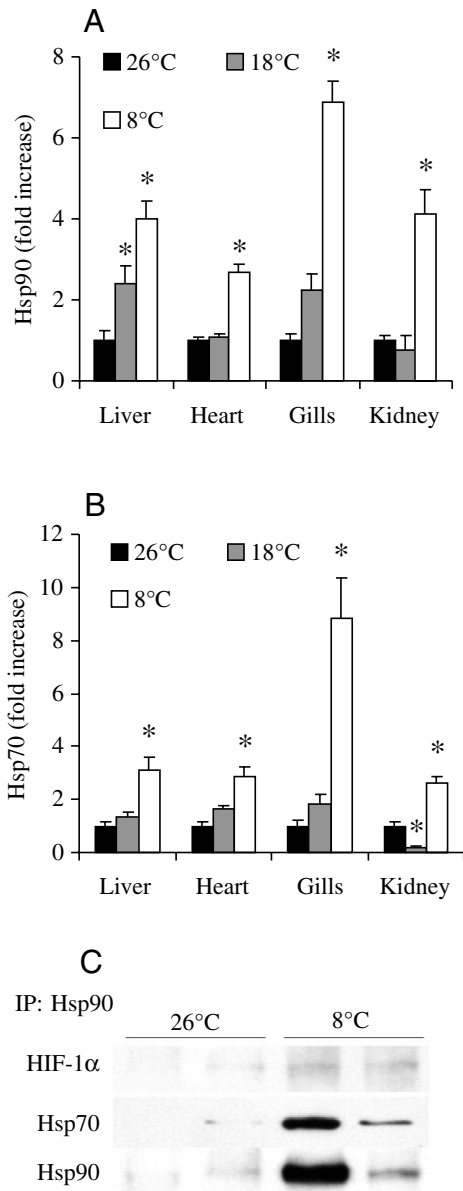 A
8
26°C
18°C
8°C
6
4
2
0
Hsp90 (fold increase)
*
*
*
*
*
Liver
Heart
Gills
Kidney
B
12
26°C
18°C
8°C
10
8
6
4
2
0
Hsp70 (fold increase)
*
*
*
*
*
Liver
Heart
Gills
Kidney
C
IP: Hsp90
26°C
8°C
HIF-1α
Hsp70
Hsp90